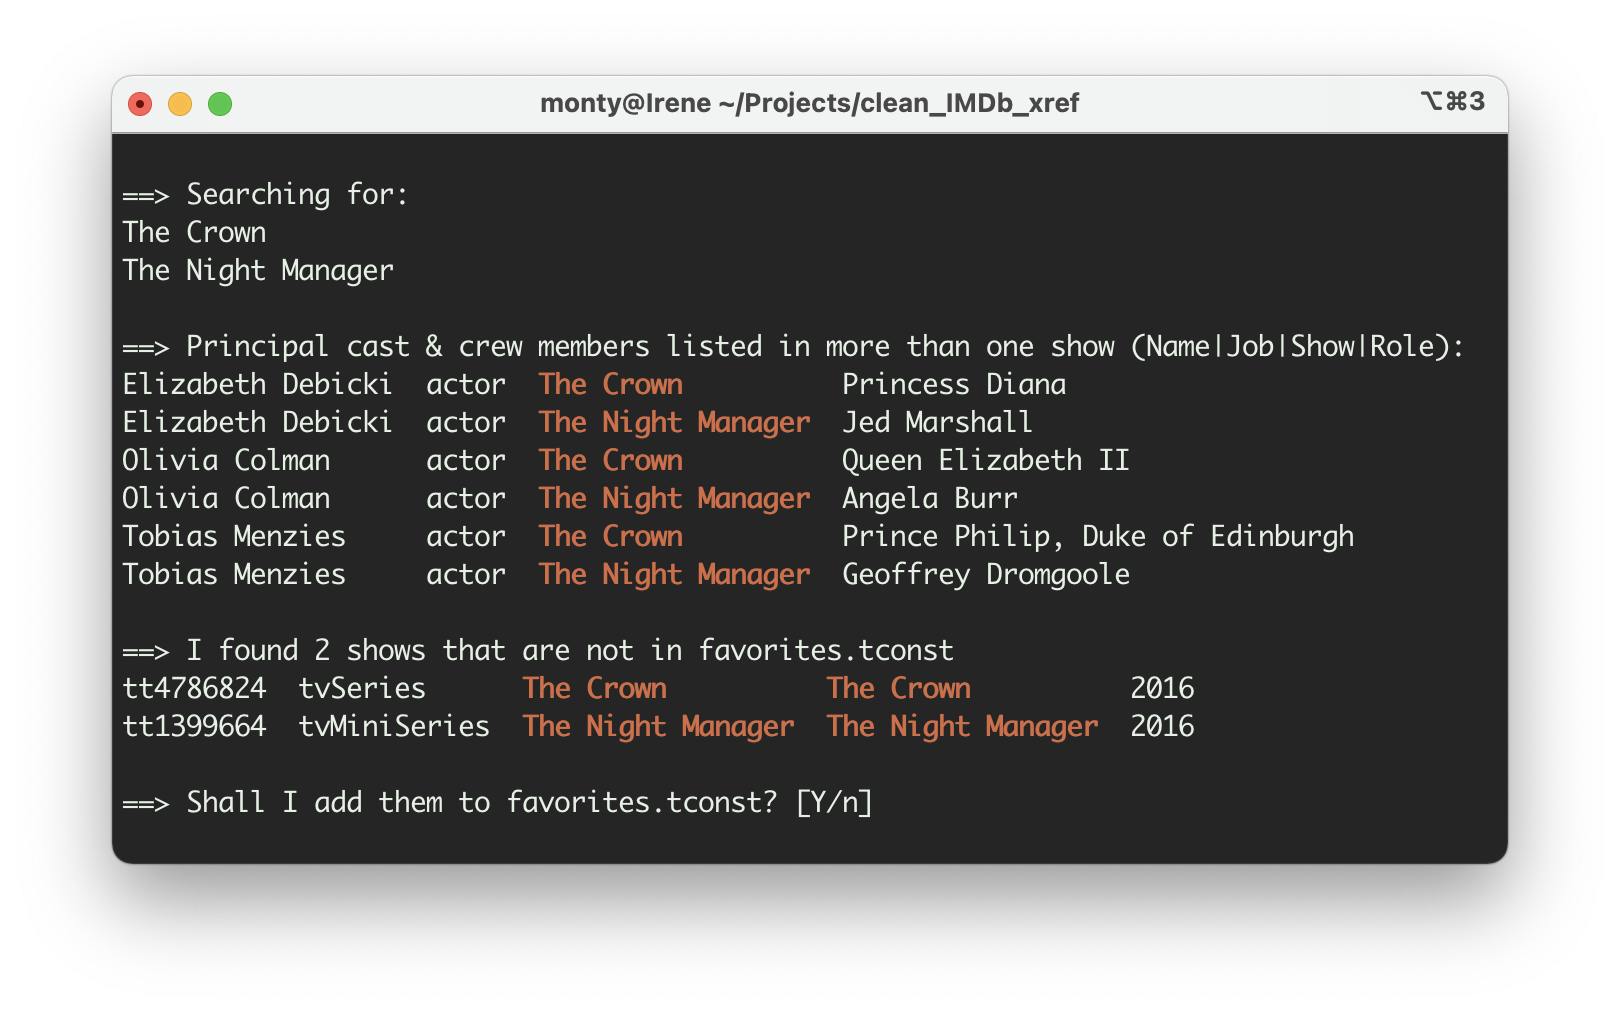 monty@Irene ~/Projects/clean_IMDb_xref ⌥⌘3
==> Searching for:
The Crown
The Night Manager
==> Principal cast & crew members listed in more than one show (Name|Job|Show|Role):
Elizabeth Debicki  actor  The Crown          Princess Diana
Elizabeth Debicki  actor  The Night Manager  Jed Marshall
Olivia Colman      actor  The Crown          Queen Elizabeth II
Olivia Colman      actor  The Night Manager  Angela Burr
Tobias Menzies     actor  The Crown          Prince Philip, Duke of Edinburgh
Tobias Menzies     actor  The Night Manager  Geoffrey Dromgoole
==> I found 2 shows that are not in favorites.tconst
tt4786824  tvSeries      The Crown          The Crown          2016
tt1399664  tvMiniSeries  The Night Manager  The Night Manager  2016
==> Shall I add them to favorites.tconst? [Y/n]